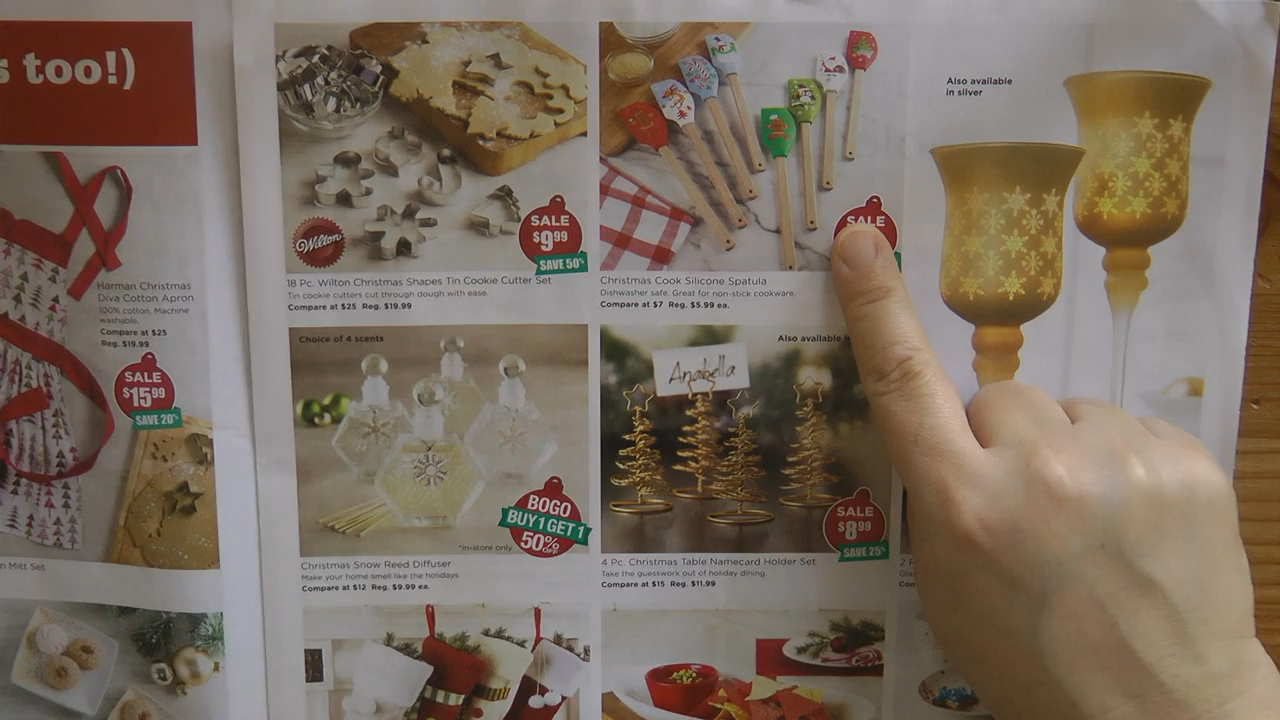 s too!)
Harman Christmas
Diva Cotton Apron
100% cotton. Machine
washable.
Compare at $25
Reg. $19.99
SALE
$15.99
SAVE 20%
n Mitt Set
Wilton
SALE
$9.99
SAVE 50%
18 Pc. Wilton Christmas Shapes Tin Cookie Cutter Set
Tin cookie cutters cut through dough with ease.
Compare at $25 Reg. $19.99
SALE
Christmas Cook Silicone Spatula
Dishwasher safe. Great for non-stick cookware.
Compare at $7 Reg. $5.99 ea.
Also available
in silver
Choice of 4 scents
BOGO
BUY 1 GET 1
50% OFF
*In-store only
Christmas Snow Reed Diffuser
Make your home smell like the holidays.
Compare at $12 Reg. $9.99 ea.
Also available
Anabella
SALE
$8.99
SAVE 25%
4 Pc. Christmas Table Namecard Holder Set
Take the guesswork out of holiday dining.
Compare at $15 Reg. $11.99